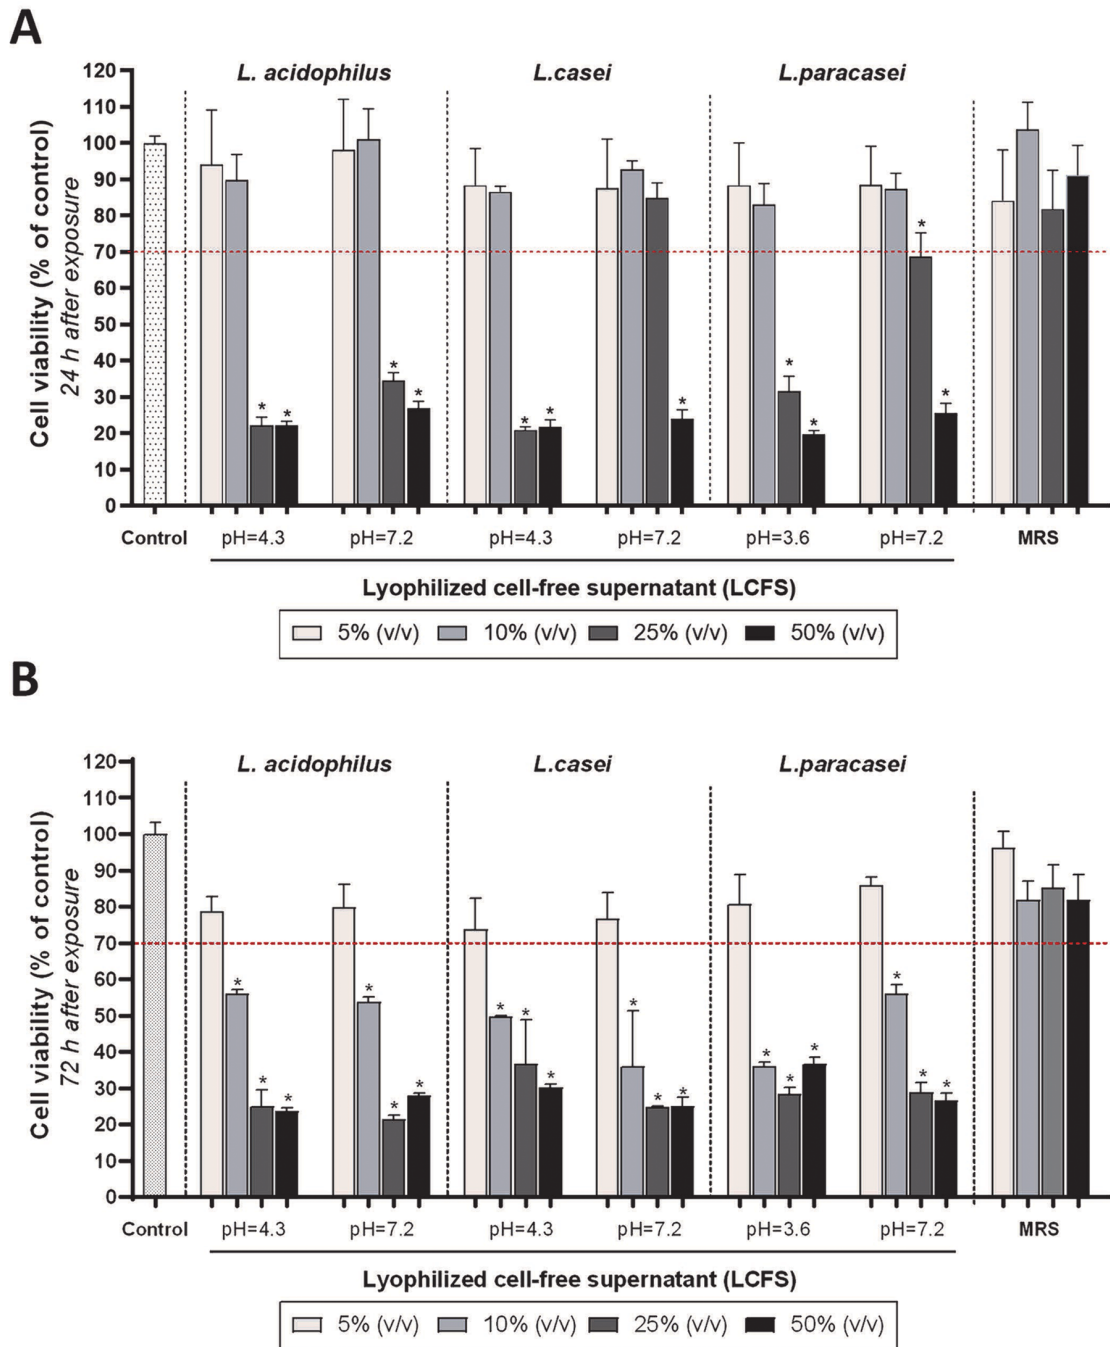 A
L. acidophilus L.casei L.paracasei
Cell viability (% of control)
24 h after exposure
120
110
100
90
80
70
60
50
40
30
20
10
0
* * * * * * * * * * *
Control pH=4.3 pH=7.2 pH=4.3 pH=7.2 pH=3.6 pH=7.2 MRS
Lyophilized cell-free supernatant (LCFS)
5% (v/v) 10% (v/v) 25% (v/v) 50% (v/v)
B
L. acidophilus L.casei L.paracasei
Cell viability (% of control)
72 h after exposure
120
110
100
90
80
70
60
50
40
30
20
10
0
* * * * * * * * * * * * * * * * * *
Control pH=4.3 pH=7.2 pH=4.3 pH=7.2 pH=3.6 pH=7.2 MRS
Lyophilized cell-free supernatant (LCFS)
5% (v/v) 10% (v/v) 25% (v/v) 50% (v/v)